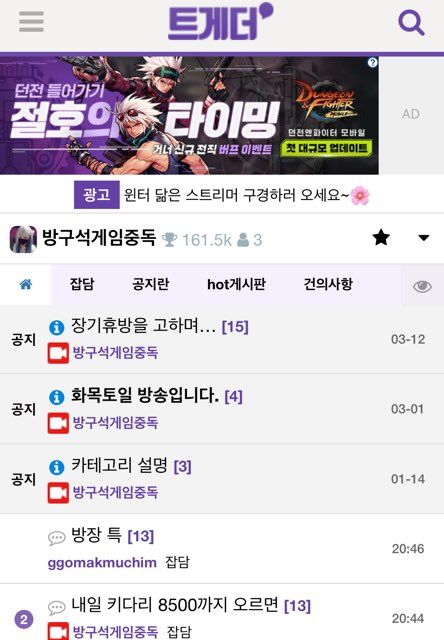 트게더
던전 들어가기
절호의 타이밍
거너 신규 전직 버프 이벤트
DUNGEON & FIGHTER
MOBILE
던전앤파이터 모바일
첫 대규모 업데이트
?
AD
광고 윈터 닮은 스트리머 구경하러 오세요~🌸
방구석게임중독 161.5k 3
잡담 공지란 hot게시판 건의사항
공지 장기휴방을 고하며... [15]
방구석게임중독
03-12
공지 화목토일 방송입니다. [4]
방구석게임중독
03-01
공지 카테고리 설명 [3]
방구석게임중독
01-14
방장 특 [13]
ggomakmuchim 잡담
20:46
2 내일 키다리 8500까지 오르면 [13]
방구석게임중독 잡담
20:44